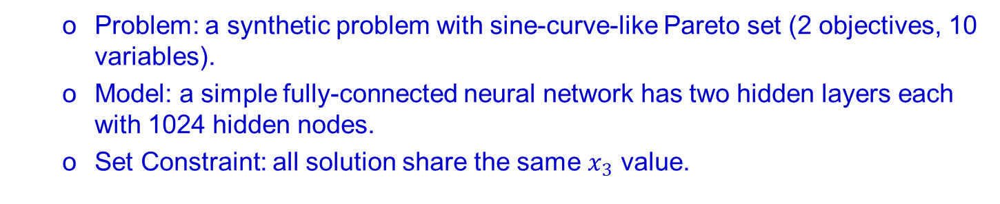 o Problem: a synthetic problem with sine-curve-like Pareto set (2 objectives, 10
variables).
o Model: a simple fully-connected neural network has two hidden layers each
with 1024 hidden nodes.
o Set Constraint: all solution share the same x₃ value.